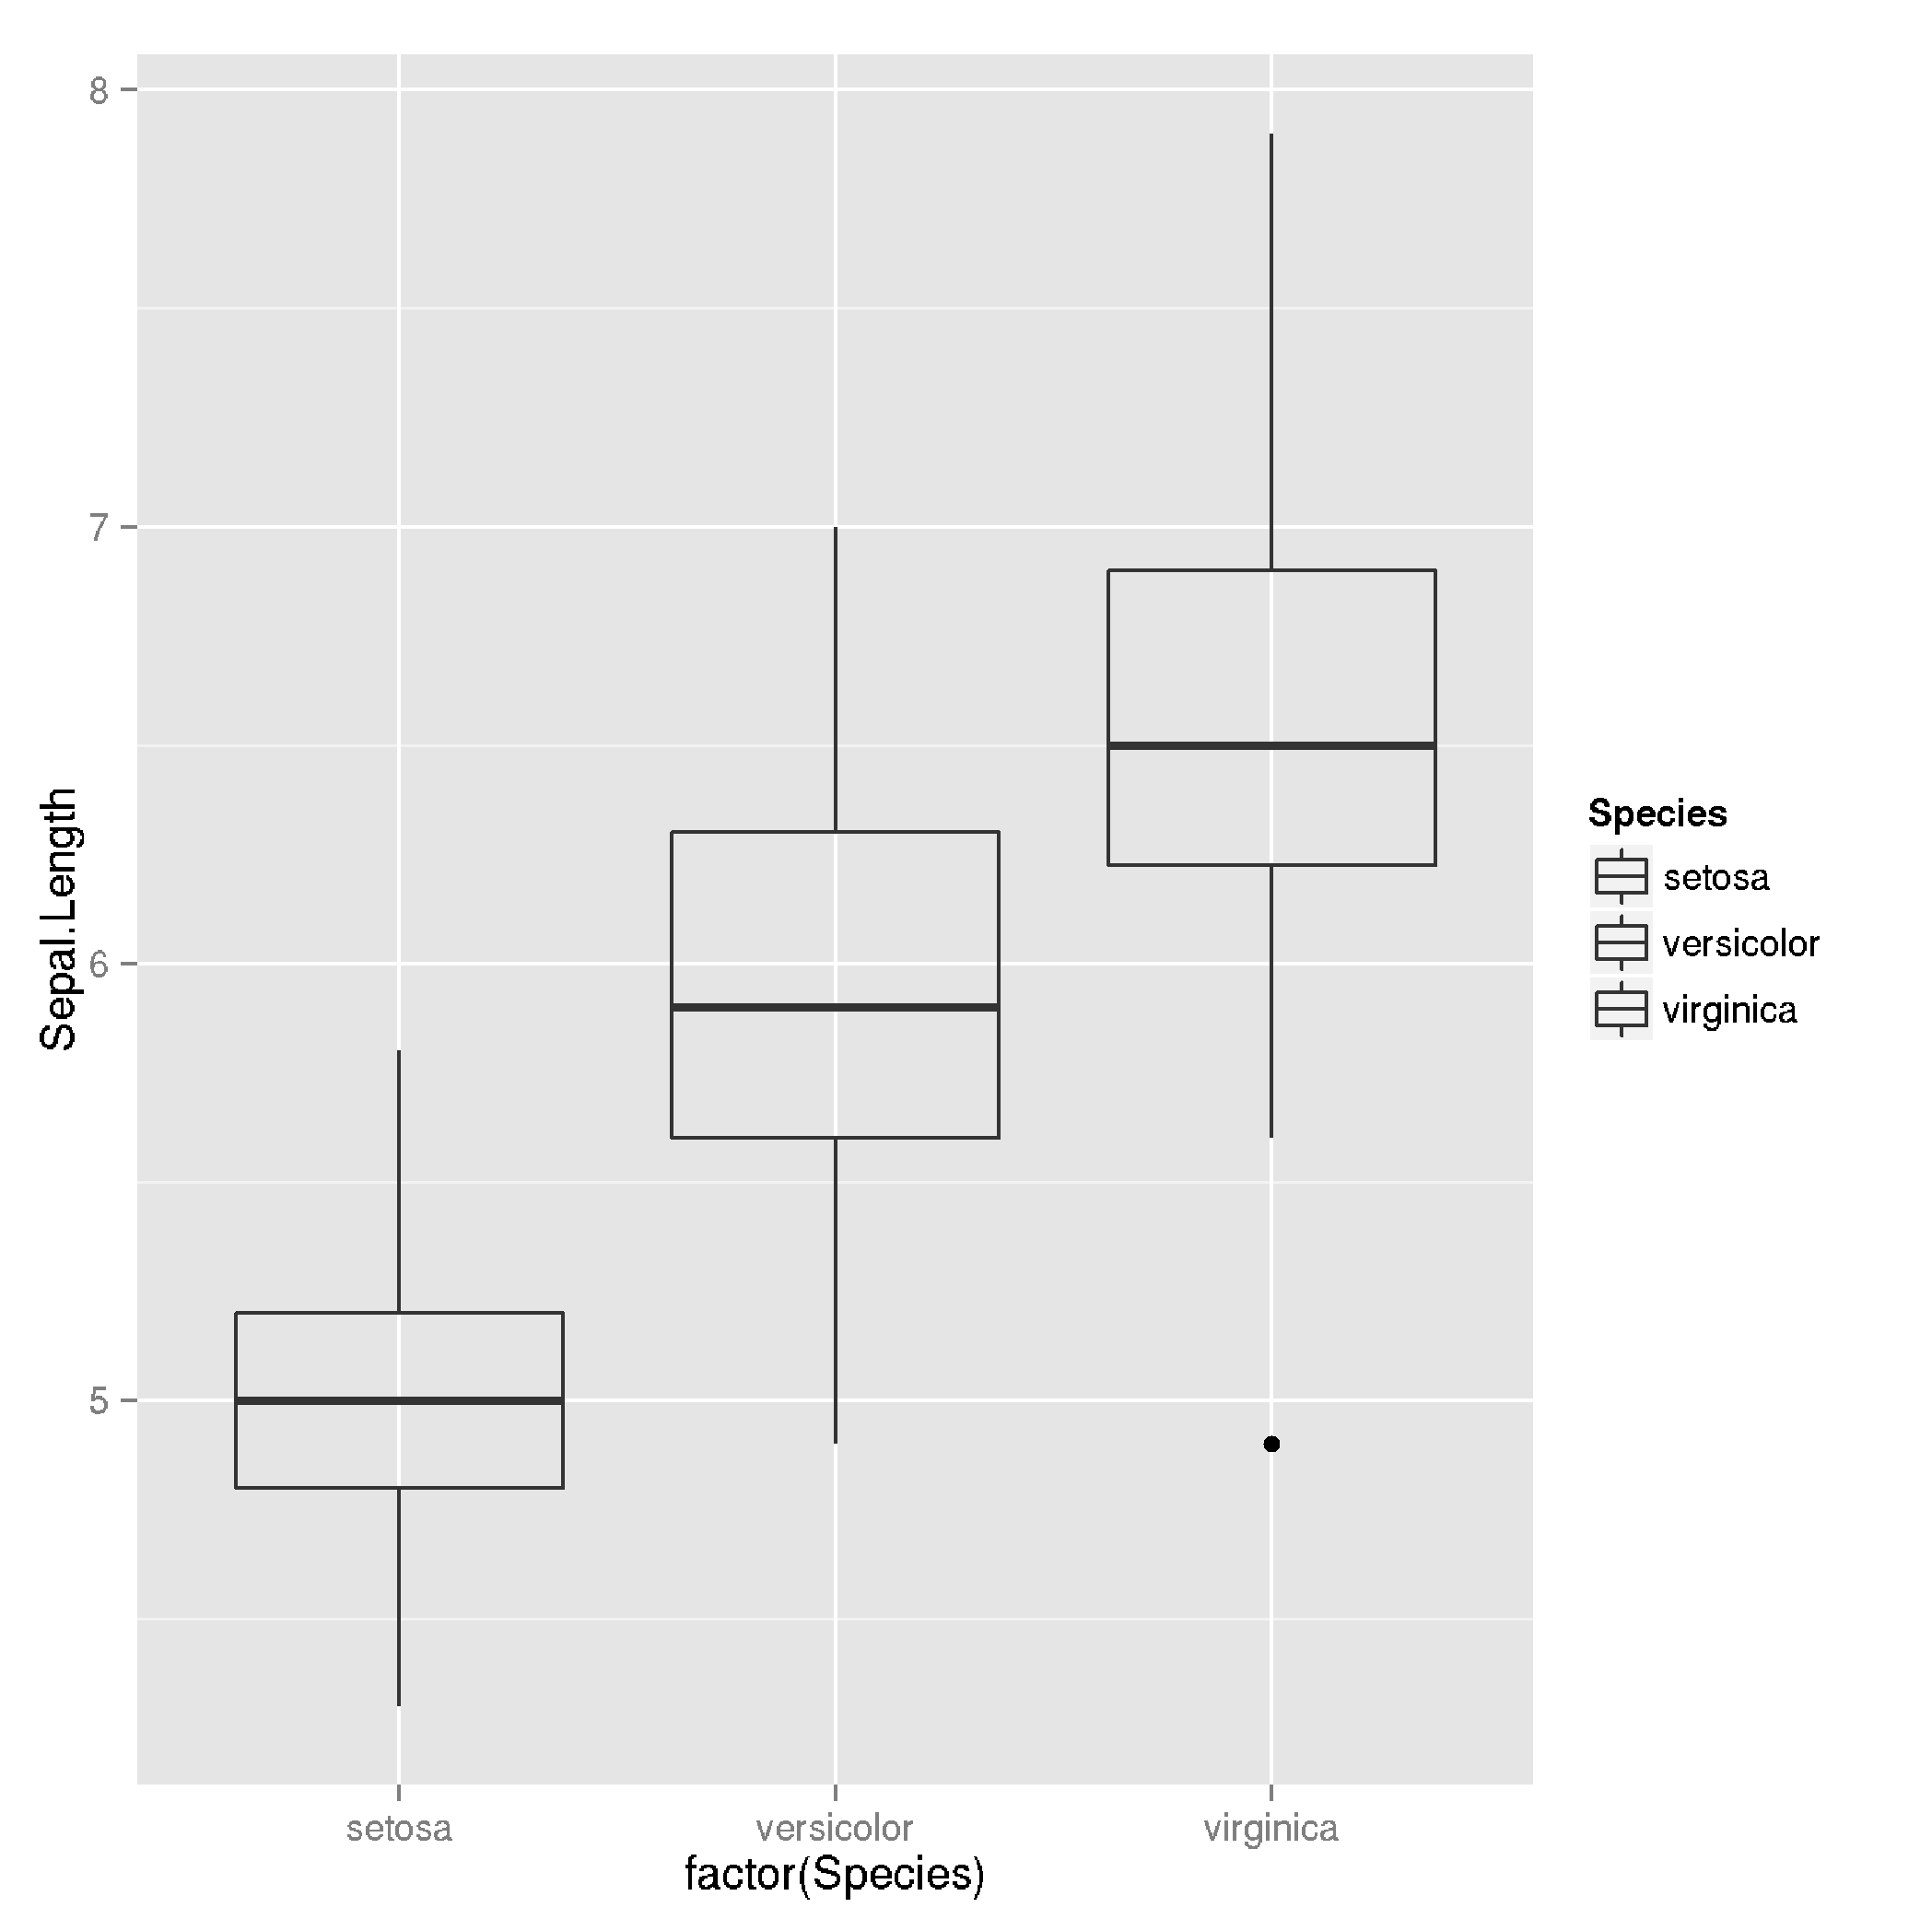 8
7
6
5
Sepal.Length
setosa
versicolor
virginica
factor(Species)
Species
setosa
versicolor
virginica